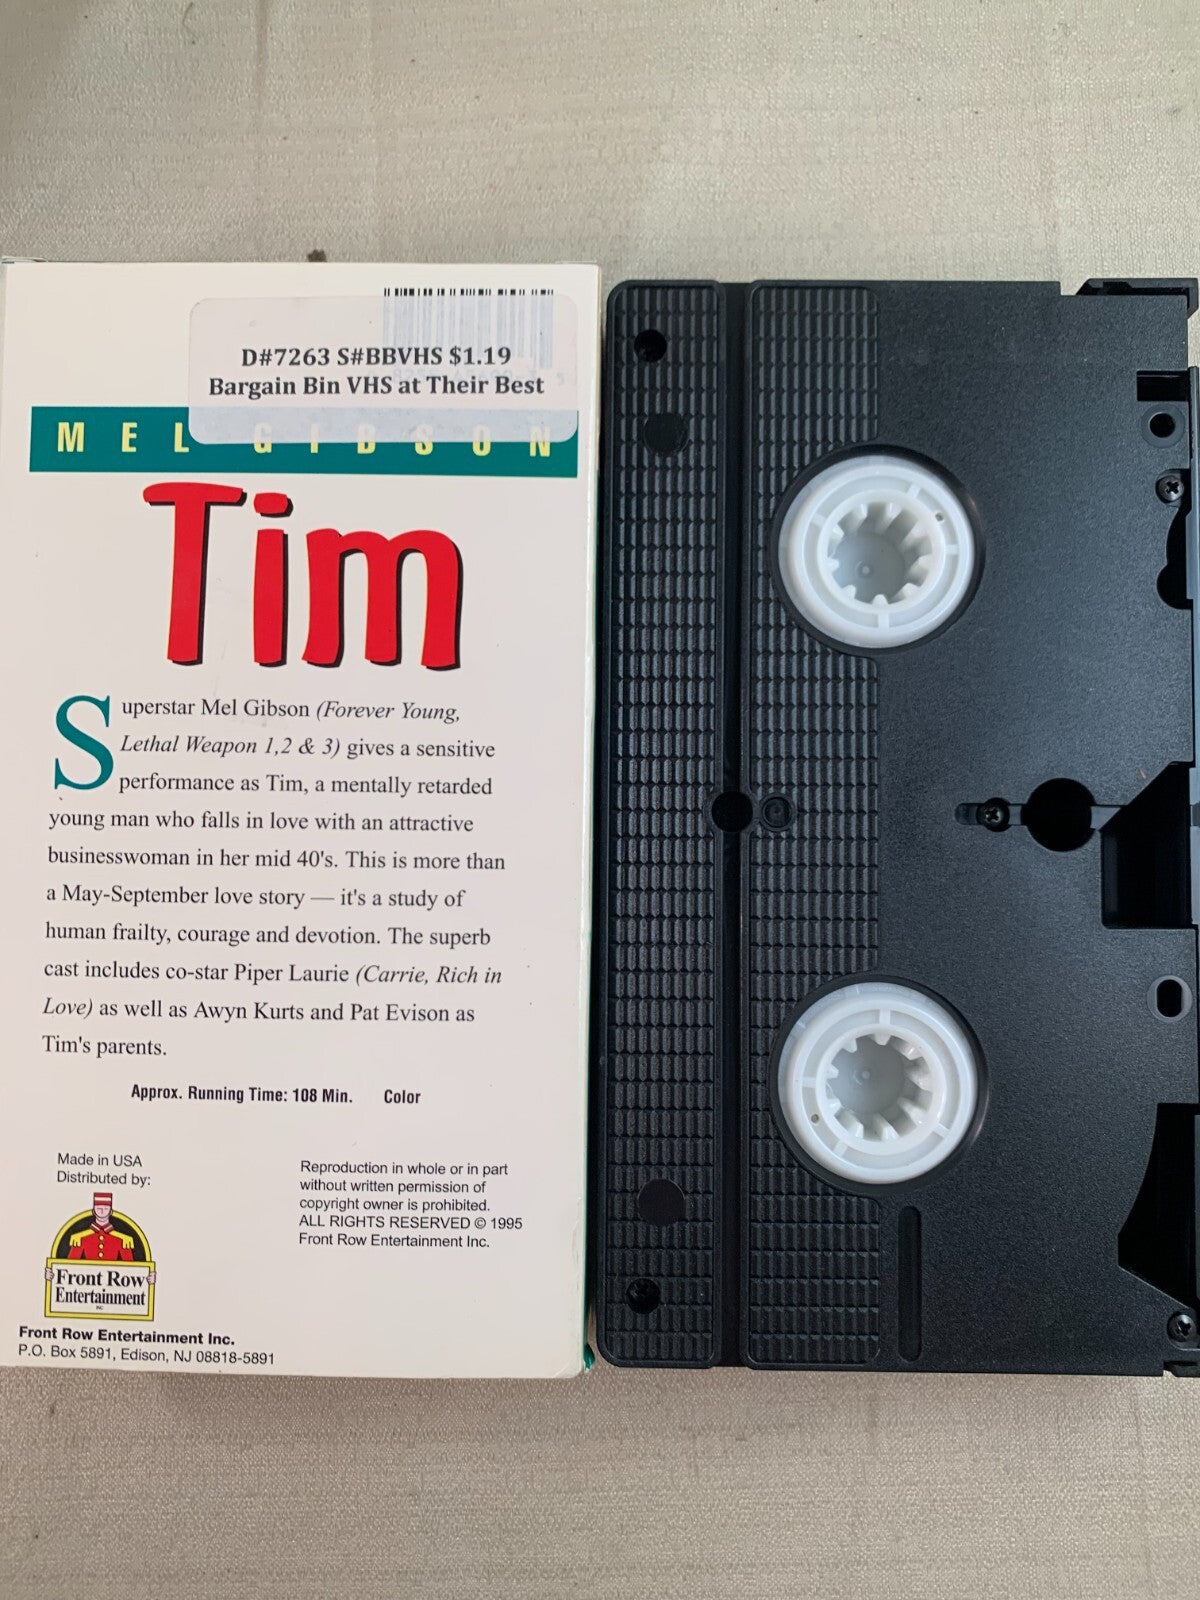 D#7263 S#BBVHS $1.19
Bargain Bin VHS at Their Best
MEL GIBSON
Tim
Superstar Mel Gibson (Forever Young,
Lethal Weapon 1,2 & 3) gives a sensitive
performance as Tim, a mentally retarded
young man who falls in love with an attractive
businesswoman in her mid 40's. This is more than
a May-September love story — it's a study of
human frailty, courage and devotion. The superb
cast includes co-star Piper Laurie (Carrie, Rich in
Love) as well as Awyn Kurts and Pat Evison as
Tim's parents.
Approx. Running Time: 108 Min. Color
Made in USA
Distributed by:
Front Row
Entertainment
INC
Front Row Entertainment Inc.
P.O. Box 5891, Edison, NJ 08818-5891
Reproduction in whole or in part
without written permission of
copyright owner is prohibited.
ALL RIGHTS RESERVED © 1995
Front Row Entertainment Inc.